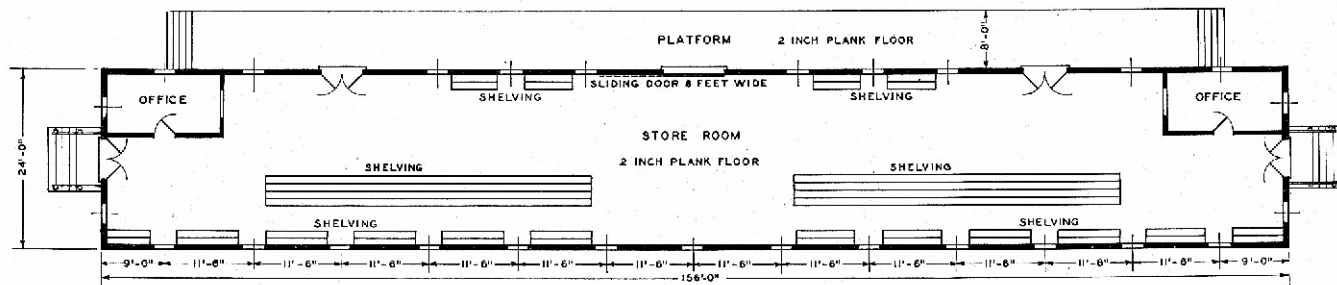 PLATFORM 2 INCH PLANK FLOOR
8'-0"
SLIDING DOOR 8 FEET WIDE
OFFICE
SHELVING
SHELVING
OFFICE
24'-0"
STORE ROOM
2 INCH PLANK FLOOR
SHELVING
SHELVING
SHELVING
SHELVING
9'-0" 11'-6" 11'-6" 11'-6" 11'-6" 11'-6" 11'-6" 11'-6" 11'-6" 11'-6" 11'-6" 11'-6" 11'-6" 9'-0"
156'-0"